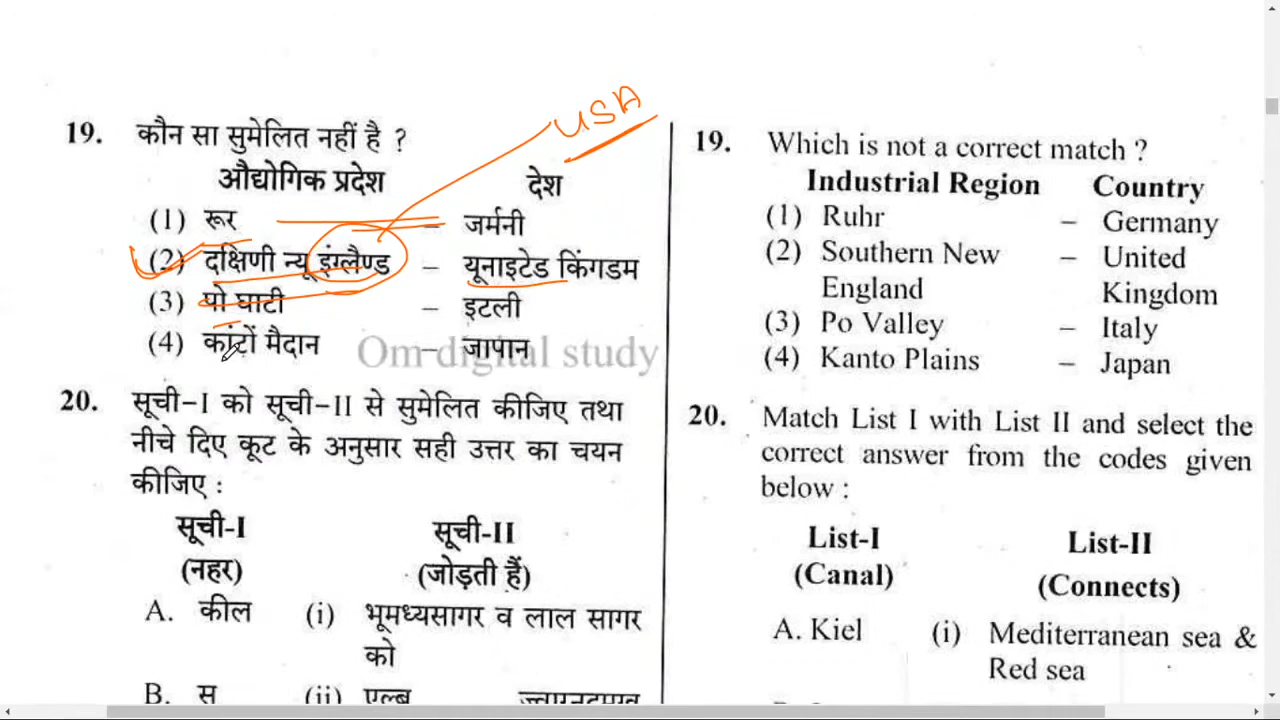 USA
19. कौन सा सुमेलित नहीं है ?
औद्योगिक प्रदेश देश
(1) रूर – जर्मनी
(2) दक्षिणी न्यू इंग्लैण्ड – यूनाइटेड किंगडम
(3) पो घाटी – इटली
(4) कांटों मैदान – जापान
Om digital study
20. सूची-I को सूची-II से सुमेलित कीजिए तथा
नीचे दिए कूट के अनुसार सही उत्तर का चयन
कीजिए :
सूची-I सूची-II
(नहर) (जोड़ती हैं)
A. कील (i) भूमध्यसागर व लाल सागर
को
B. (ii)
19. Which is not a correct match ?
Industrial Region Country
(1) Ruhr – Germany
(2) Southern New – United
England Kingdom
(3) Po Valley – Italy
(4) Kanto Plains – Japan
20. Match List I with List II and select the
correct answer from the codes given
below :
List-I List-II
(Canal) (Connects)
A. Kiel (i) Mediterranean sea &
Red sea